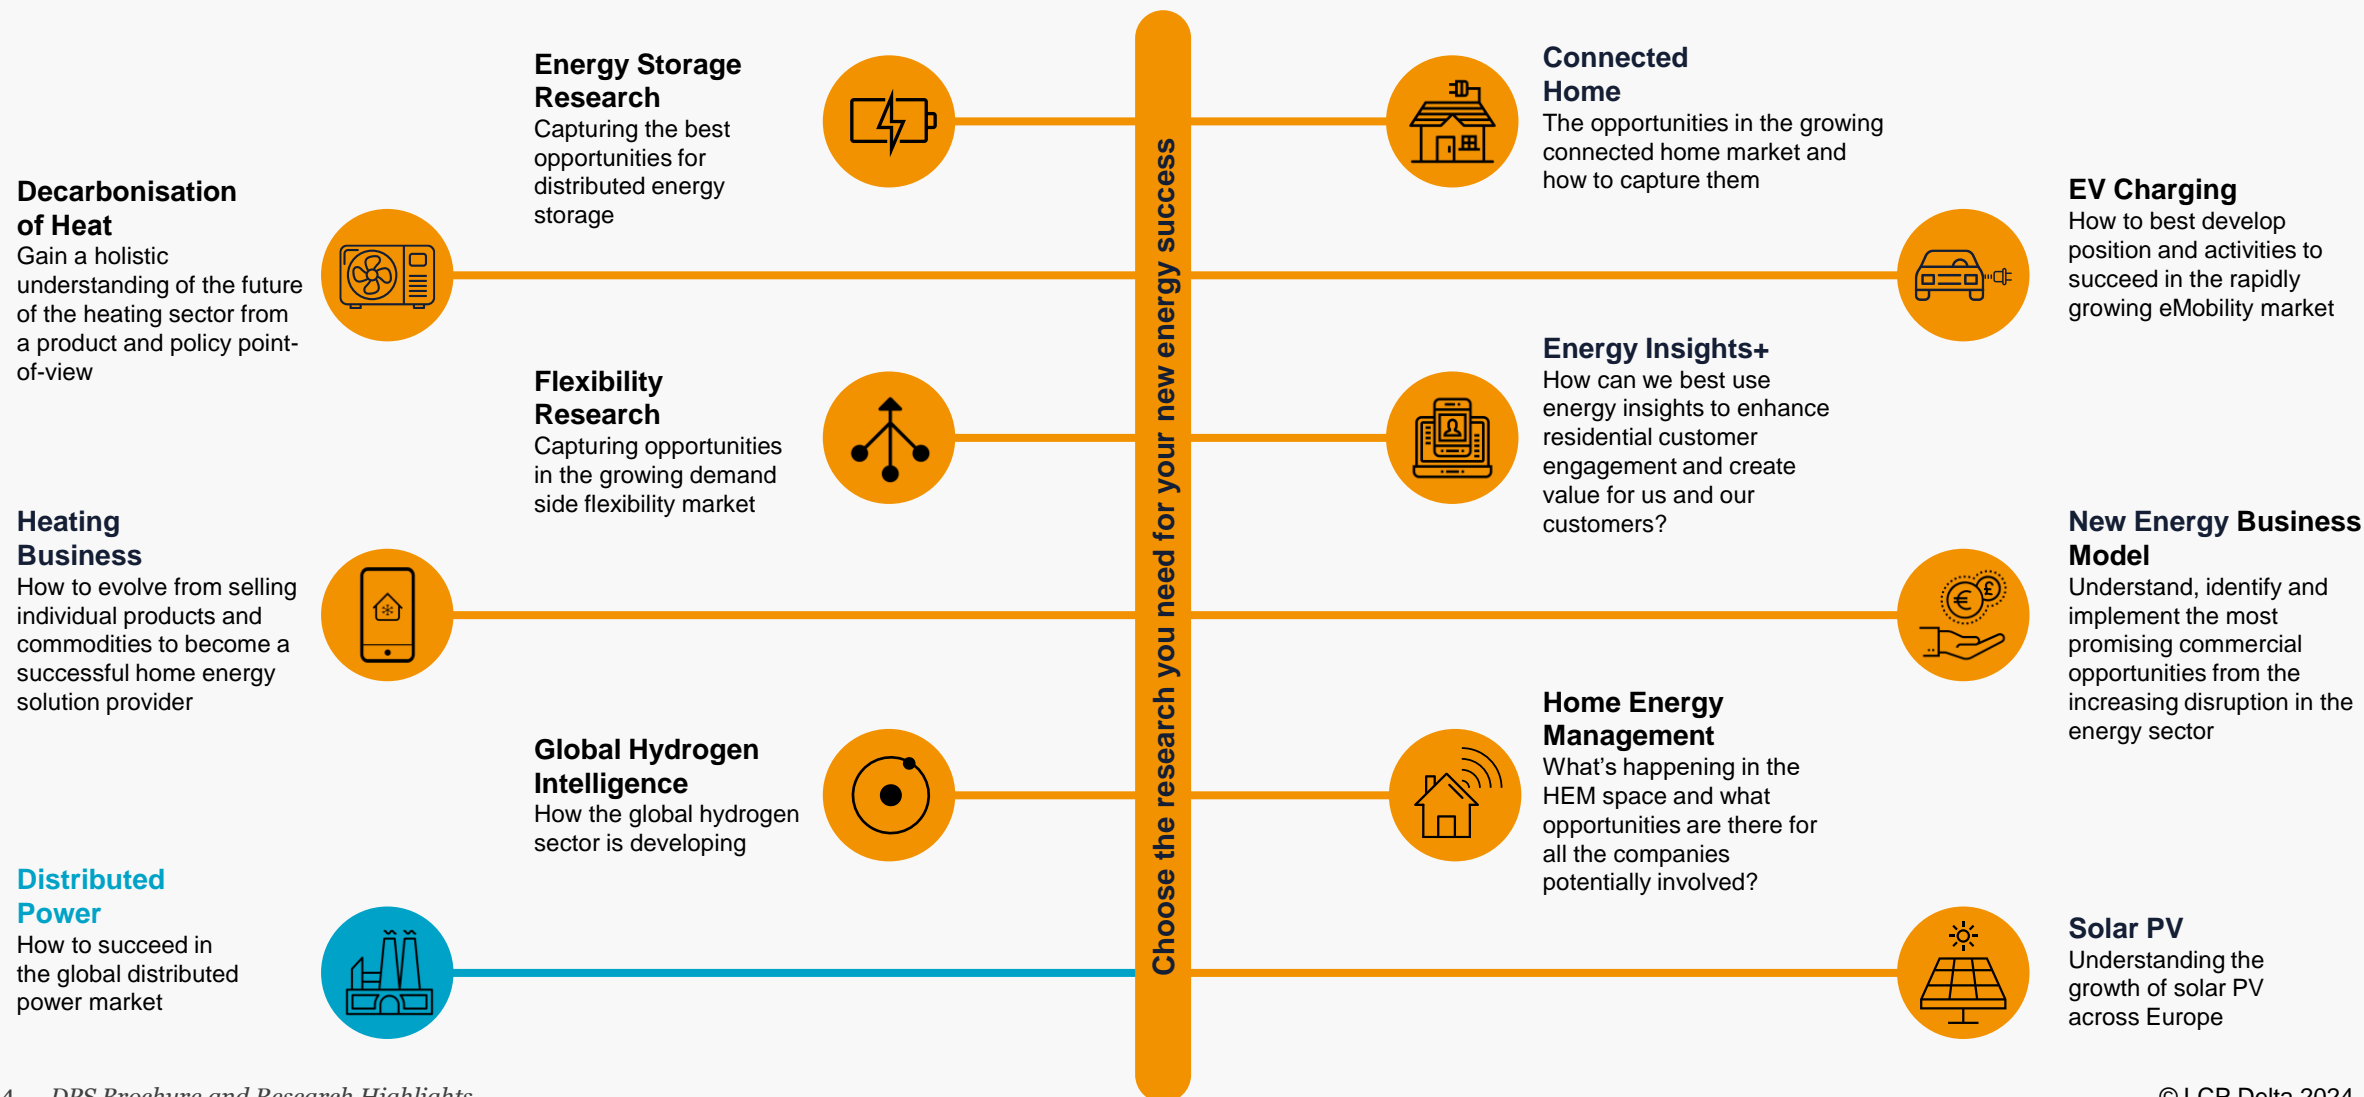 Energy Storage
Research
Capturing the best
opportunities for
distributed energy
storage
Connected
Home
The opportunities in the growing
connected home market and
how to capture them
Decarbonisation
of Heat
Gain a holistic
understanding of the future
of the heating sector from
a product and policy point-
of-view
EV Charging
How to best develop
position and activities to
succeed in the rapidly
growing eMobility market
Flexibility
Research
Capturing opportunities
in the growing demand
side flexibility market
Energy Insights+
How can we best use
energy insights to enhance
residential customer
engagement and create
value for us and our
customers?
Choose the research you need for your new energy success
Heating
Business
How to evolve from selling
individual products and
commodities to become a
successful home energy
solution provider
New Energy Business
Model
Understand, identify and
implement the most
promising commercial
opportunities from the
increasing disruption in the
energy sector
Global Hydrogen
Intelligence
How the global hydrogen
sector is developing
Home Energy
Management
What's happening in the
HEM space and what
opportunities are there for
all the companies
potentially involved?
Distributed
Power
How to succeed in
the global distributed
power market
Solar PV
Understanding the
growth of solar PV
across Europe
4 DPS Brochure and Research Highlights
© LCP Delta 2024